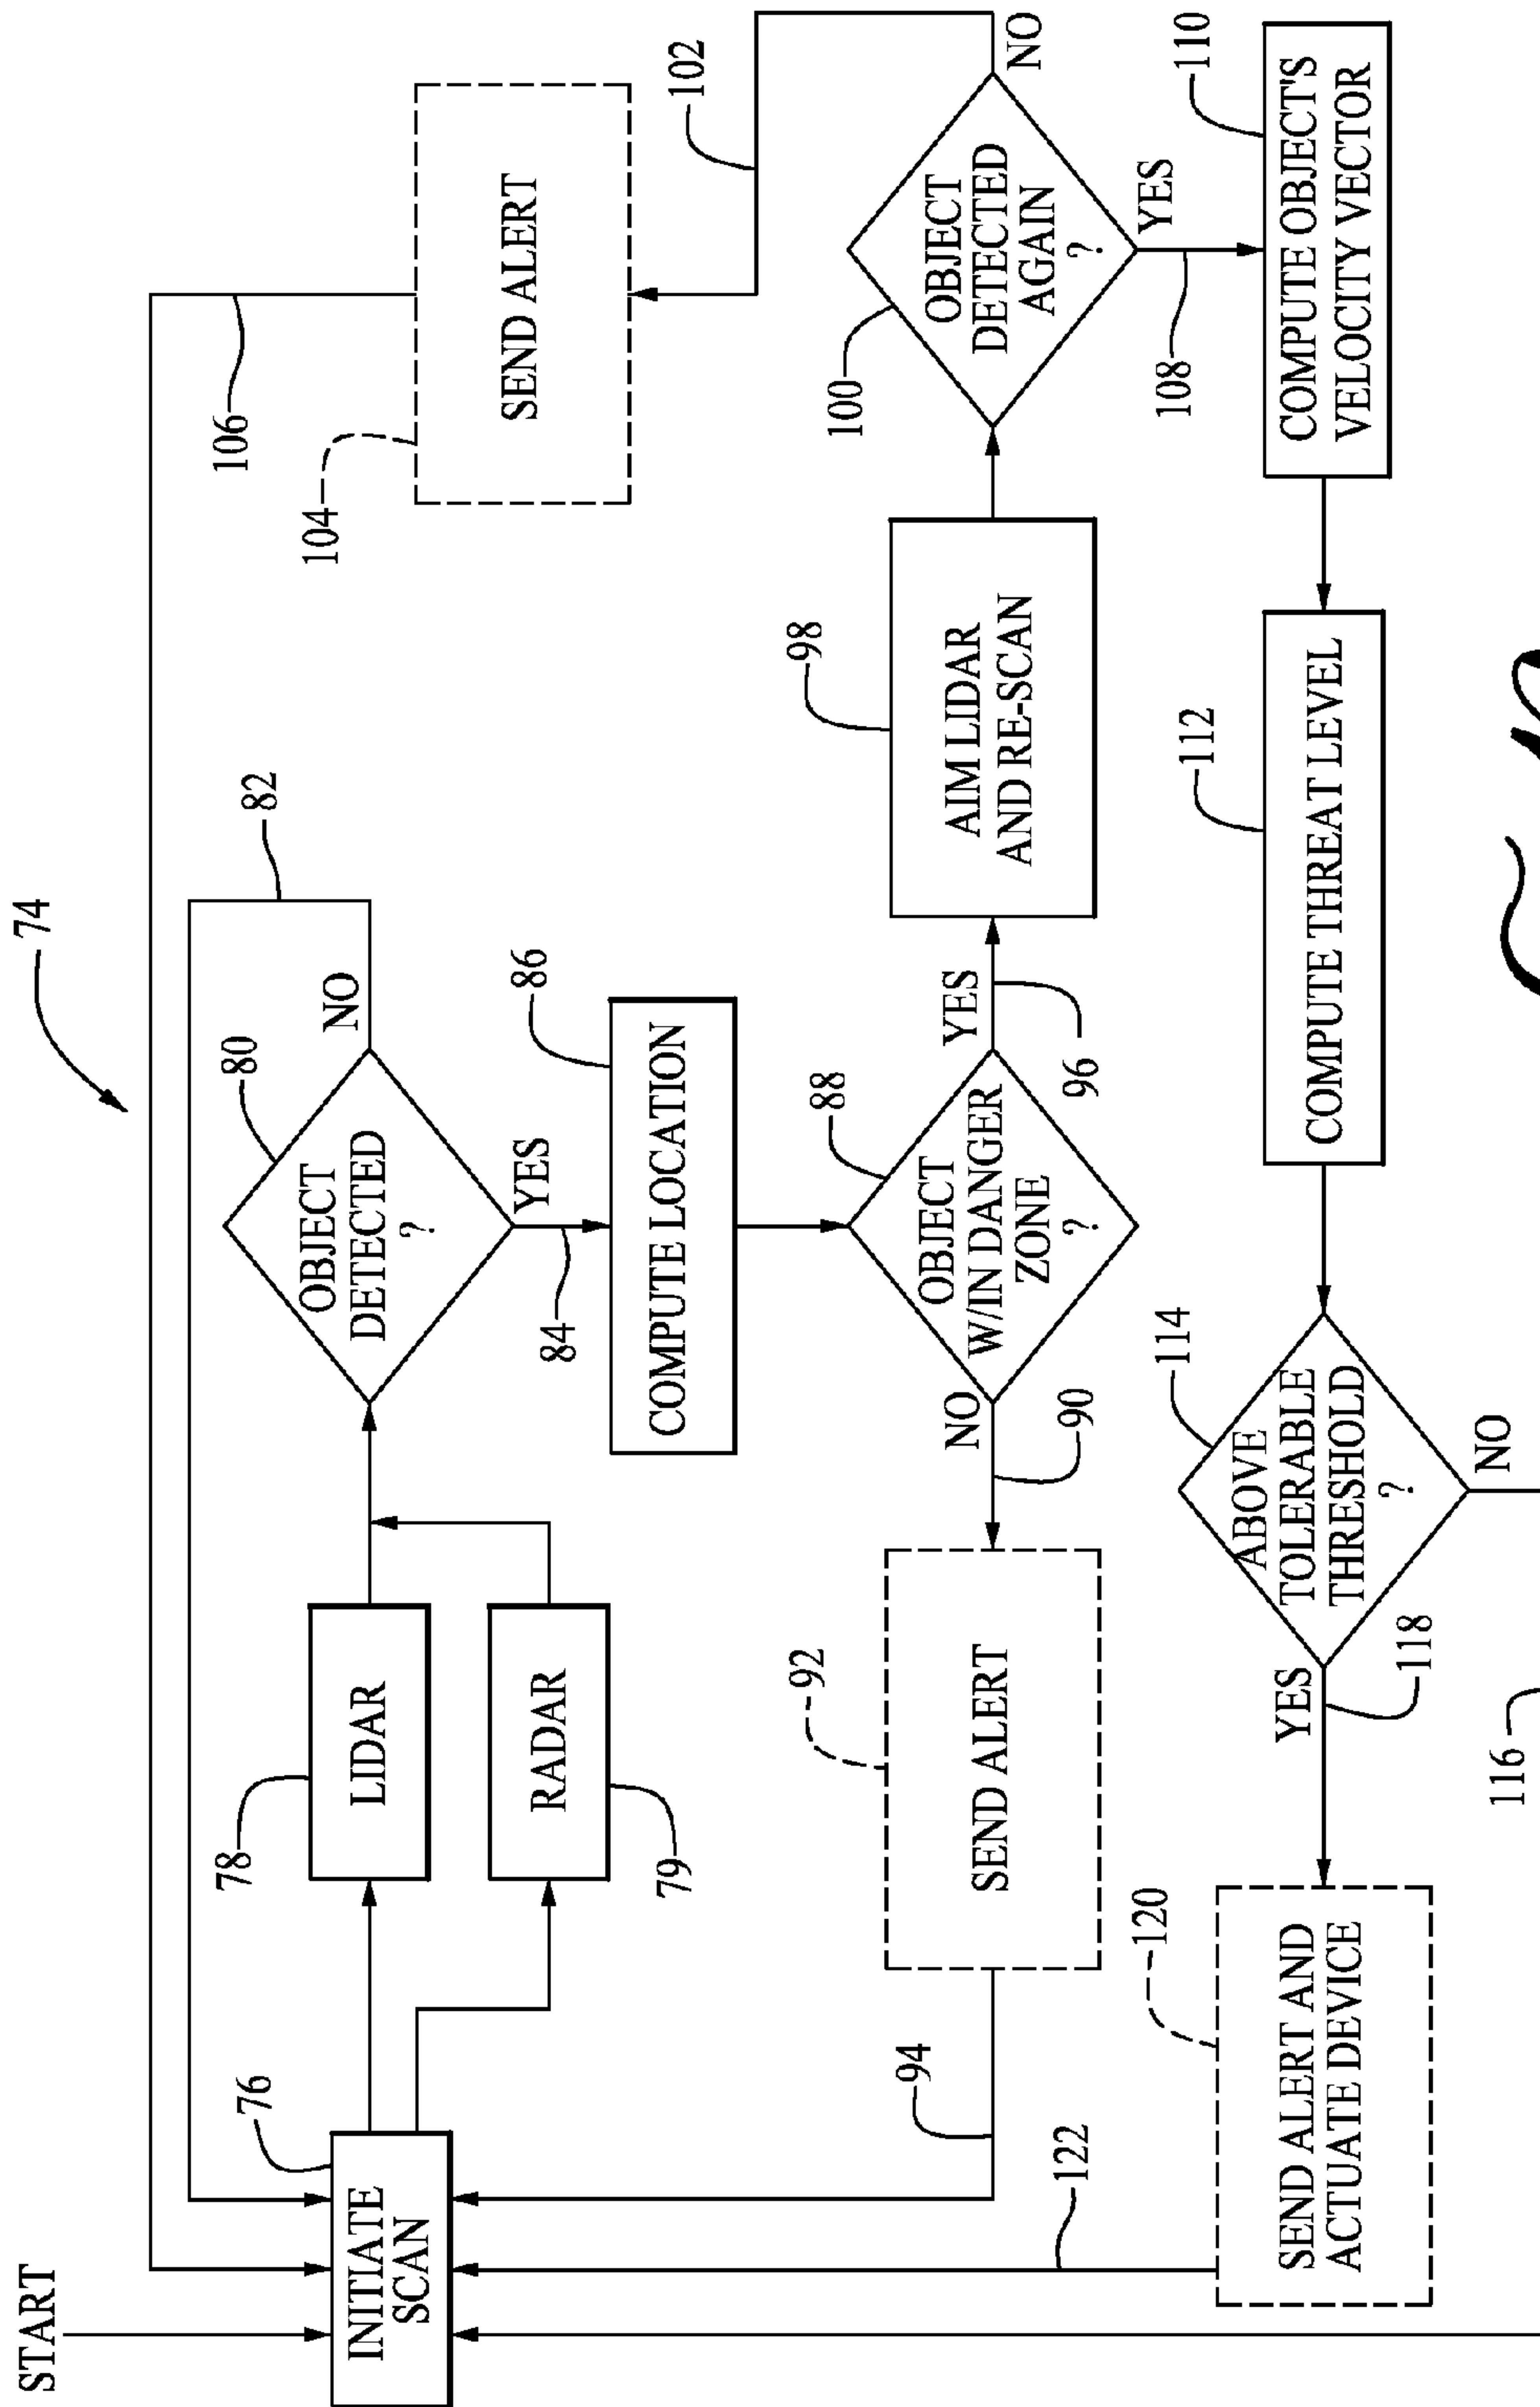 74
START
INITIATE
SCAN
76
LIDAR
78
RADAR
79
OBJECT
DETECTED
?
80
NO
82
YES
84
COMPUTE LOCATION
86
OBJECT
W/IN DANGER
ZONE
?
88
NO
90
SEND ALERT
92
94
YES
96
AIM LIDAR
AND RE-SCAN
98
OBJECT
DETECTED
AGAIN
?
100
NO
102
SEND ALERT
104
106
YES
108
COMPUTE OBJECT'S
VELOCITY VECTOR
110
COMPUTE THREAT LEVEL
112
ABOVE
TOLERABLE
THRESHOLD
?
114
NO
116
YES
118
SEND ALERT AND
ACTUATE DEVICE
120
122